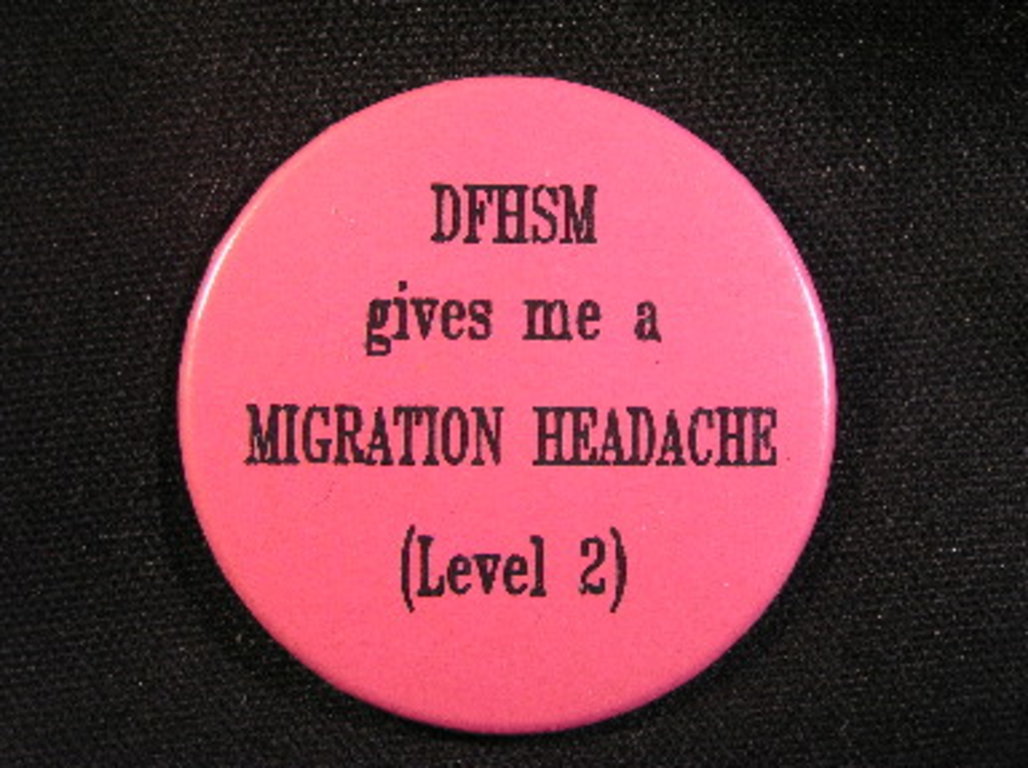 DFHSM
gives me a
MIGRATION HEADACHE
(Level 2)